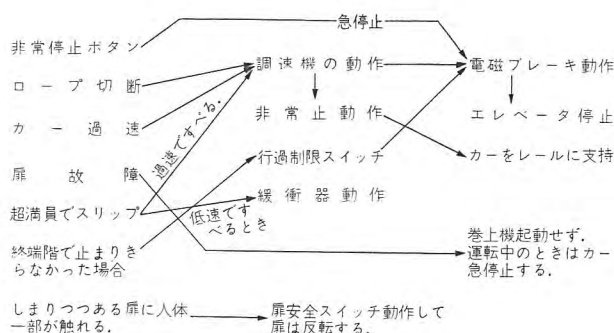 急停止
非常停止ボタン
調速機の動作
電磁ブレーキ動作
ロープ切断
非常止動作
エレベータ停止
カー過速
過速ですべる.
行過制限スイッチ
カーをレールに支持
扉故障
超満員でスリップ
緩衝器動作
低速です
べるとき
終端階で止まりき
らなかった場合
巻上機起動せず.
運転中のときはカー
急停止する.
しまりつつある扉に人体
一部が触れる.
扉安全スイッチ動作して
扉は反転する.